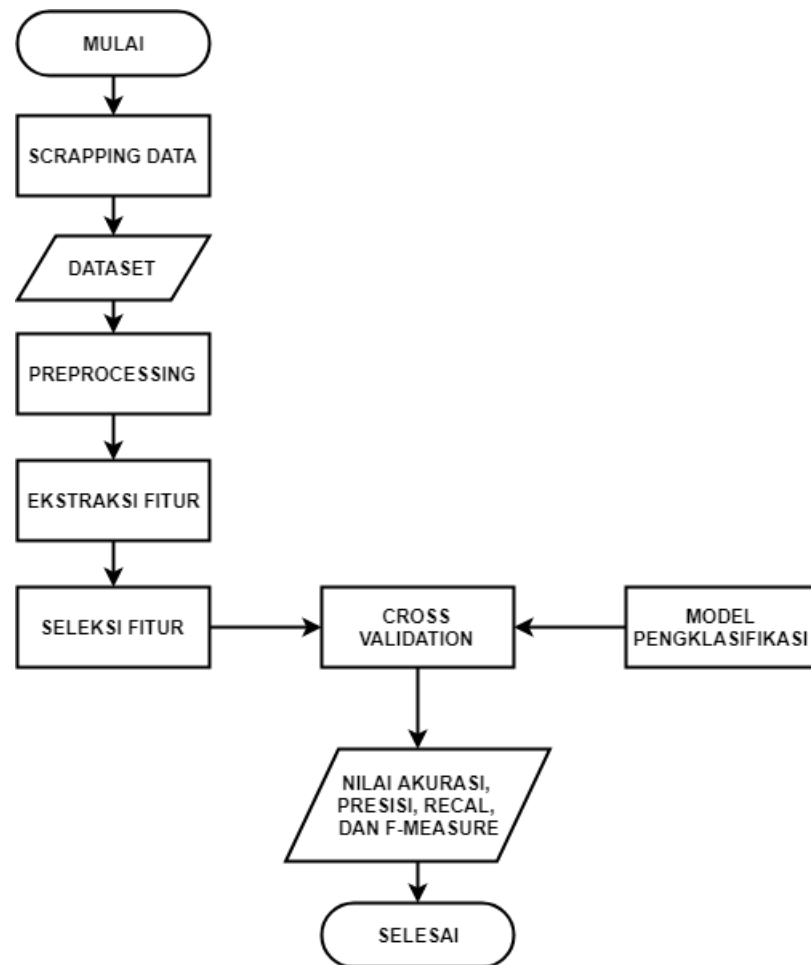 MULAI
SCRAPPING DATA
DATASET
PREPROCESSING
EKSTRAKSI FITUR
SELEKSI FITUR
CROSS
VALIDATION
MODEL
PENGKLASIFIKASI
NILAI AKURASI,
PRESISI, RECAL,
DAN F-MEASURE
SELESAI